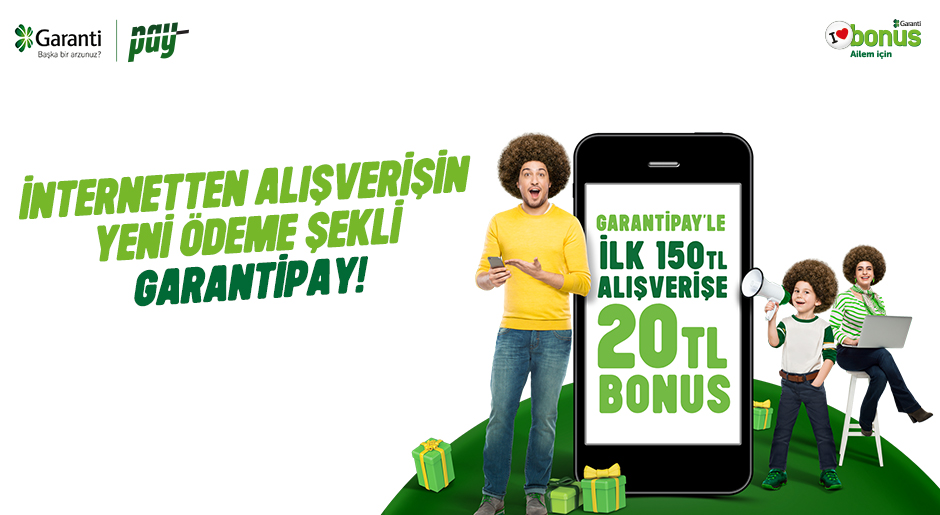 Garanti
Başka bir arzunuz?
pay
Garanti
I bonus
Ailem için
İNTERNETTEN ALIŞVERİŞİN
YENİ ÖDEME ŞEKLİ
GARANTİPAY!
GARANTİPAY'LE
İLK 150TL
ALIŞVERİŞE
20TL
BONUS